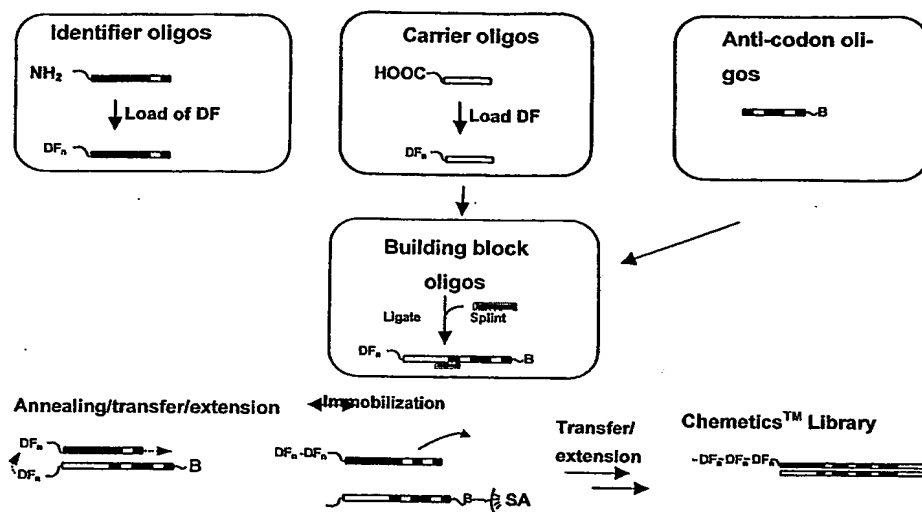 Identifier oligos
NH2
Load of DF
DFn
Carrier oligos
HOOC
Load DF
DFn
Anti-codon oli-
gos
B
Building block
oligos
Ligate
Splint
DFn
B
Annealing/transfer/extension
Immobilization
DFn
DFn
B
DFn-DFn
B
SA
Transfer/
extension
Chemetics™ Library
-DFn-DFn-DFn